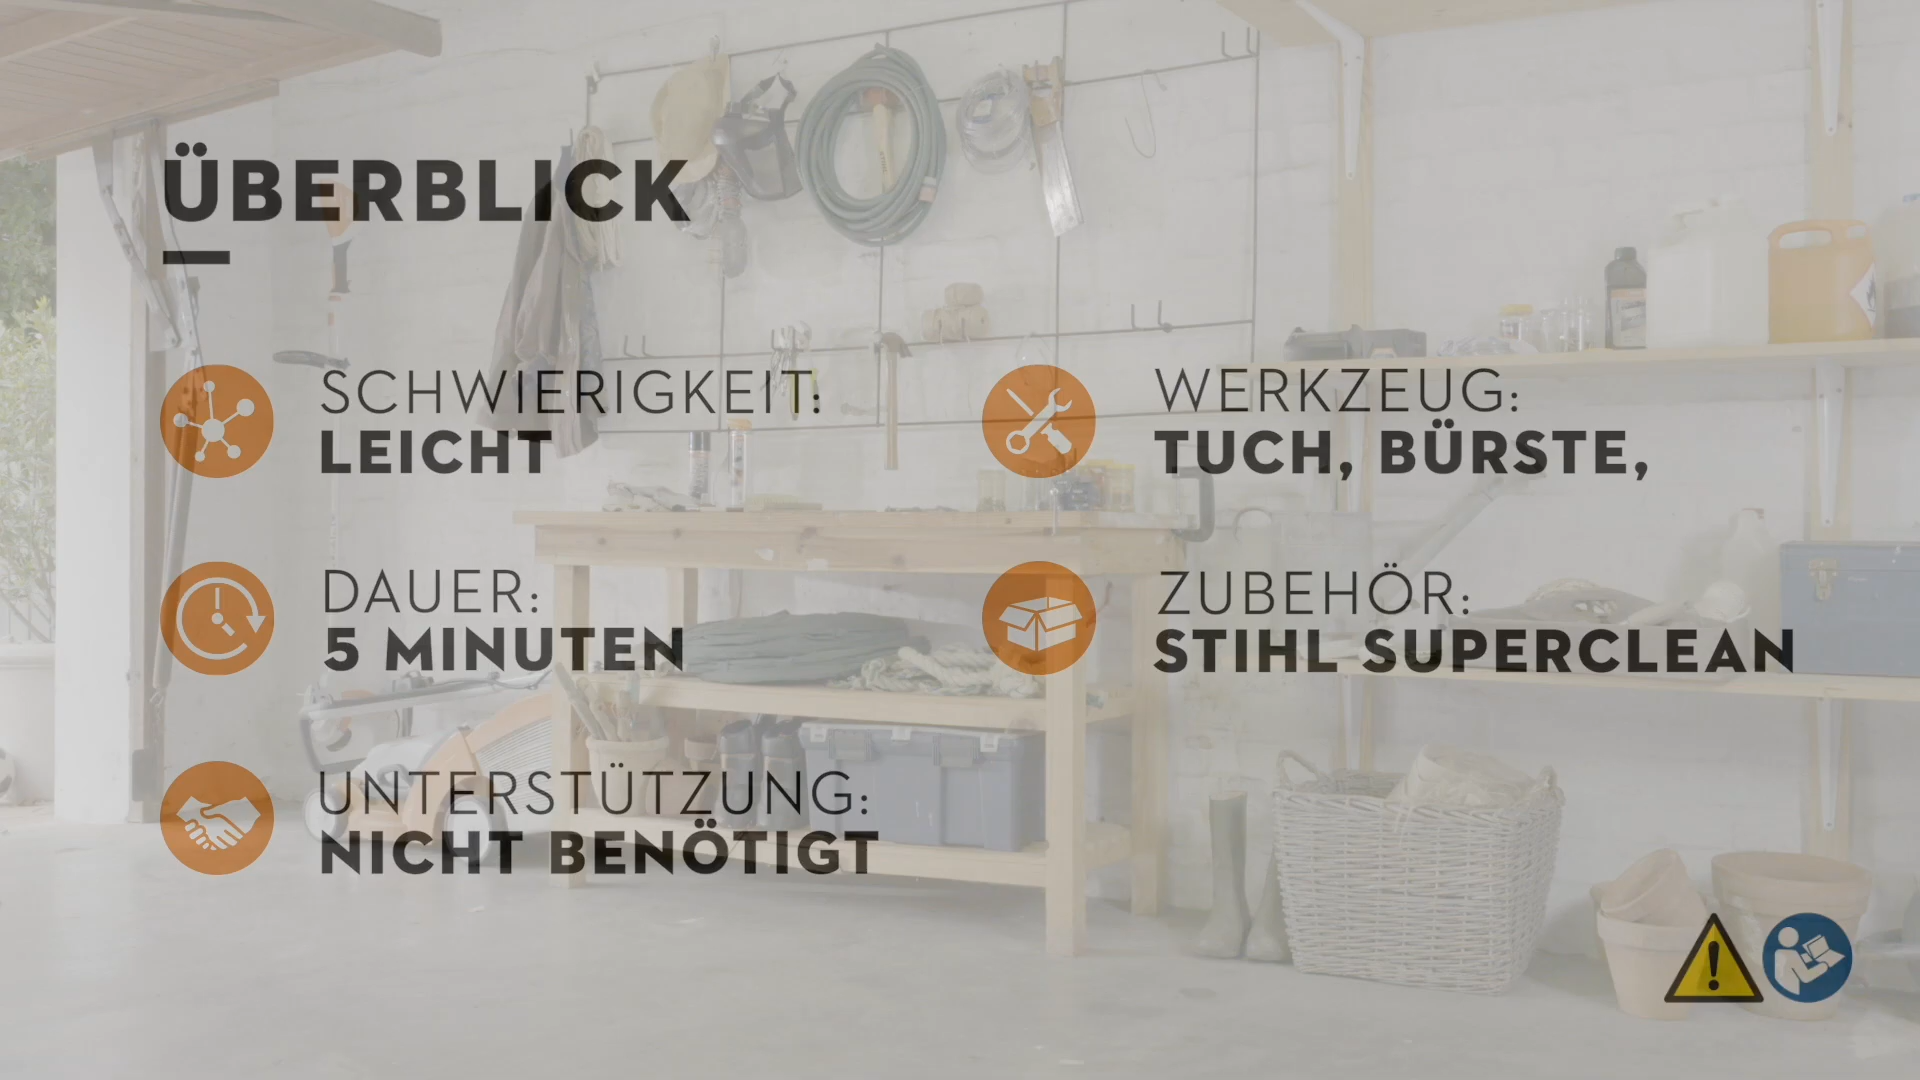 ÜBERBLICK
SCHWIERIGKEIT:
LEICHT
DAUER:
5 MINUTEN
UNTERSTÜTZUNG:
NICHT BENÖTIGT
WERKZEUG:
TUCH, BÜRSTE,
ZUBEHÖR:
STIHL SUPERCLEAN